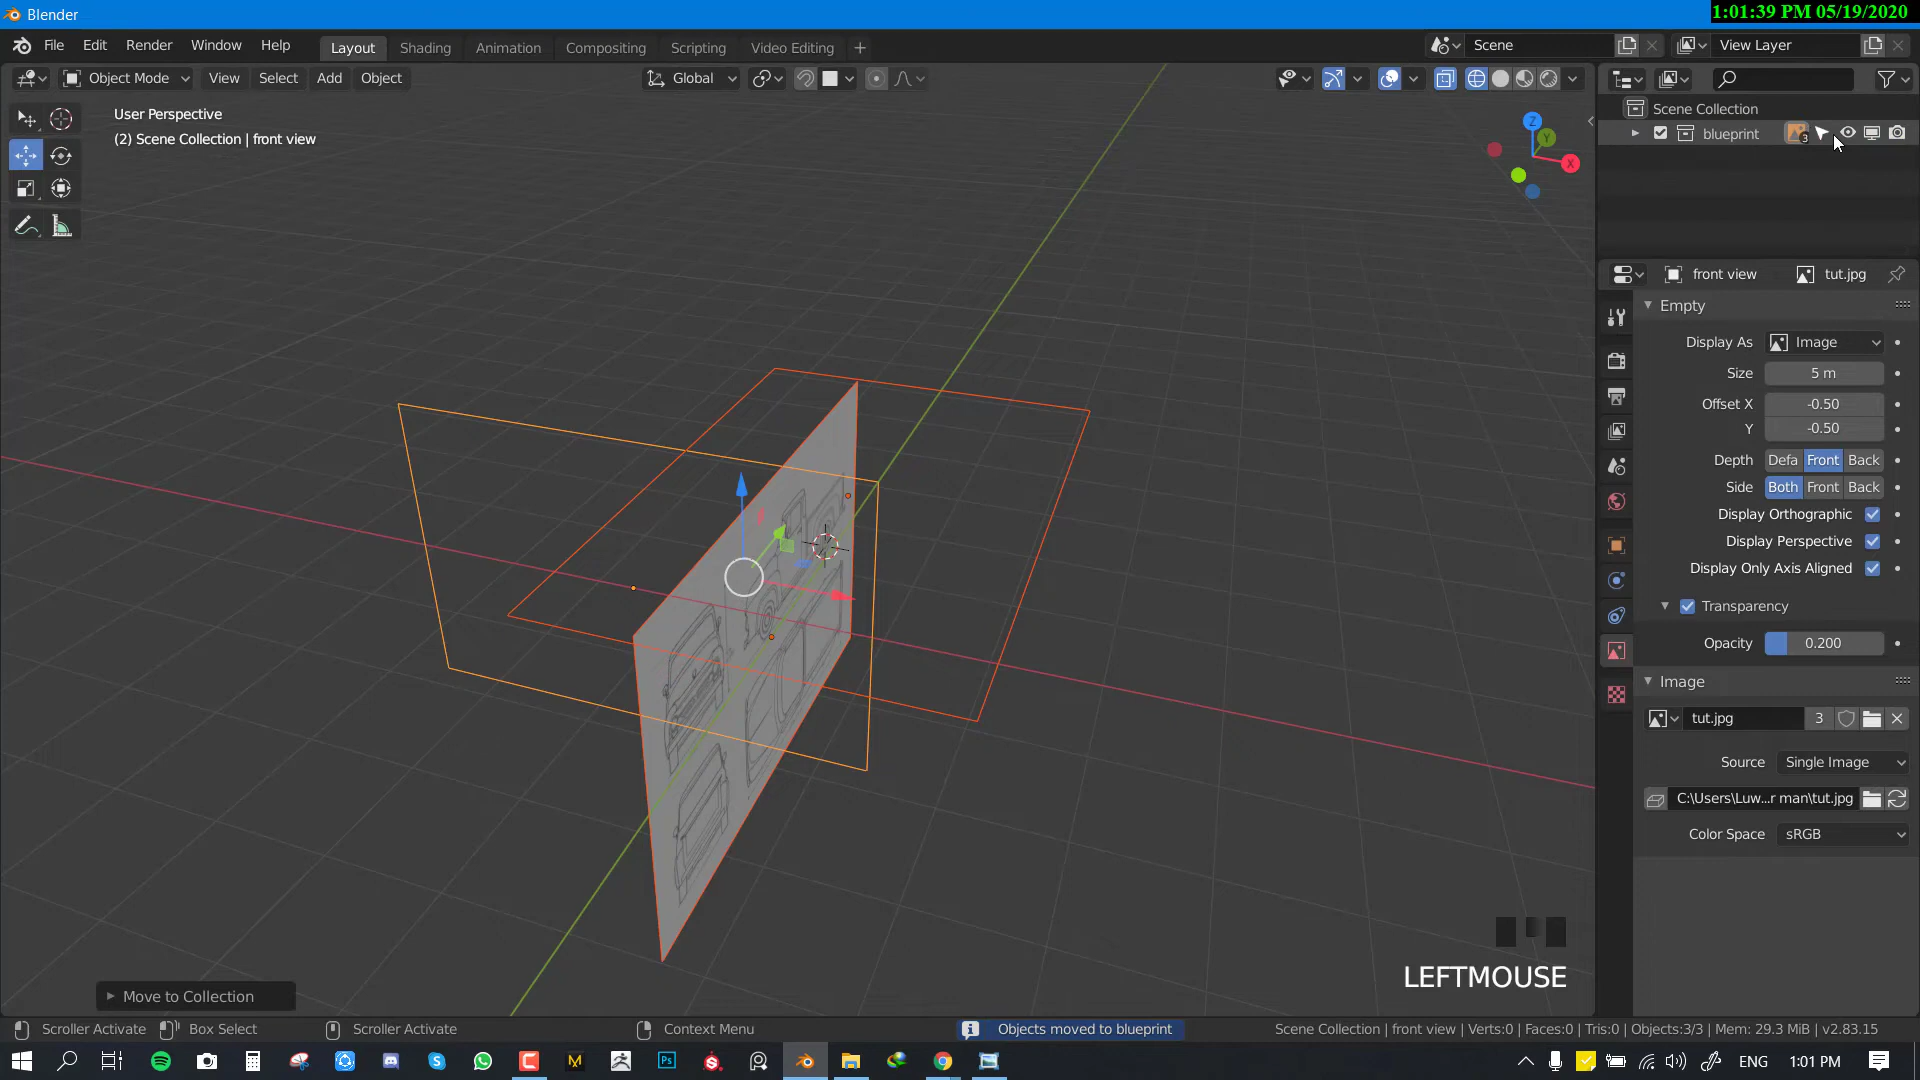 Blender
1:01:39 PM 05/19/2020
File Edit Render Window Help
Layout Shading Animation Compositing Scripting Video Editing +
Scene
View Layer
Object Mode View Select Add Object
Global
User Perspective
(2) Scene Collection | front view
Z
Y
X
Scene Collection
blueprint
3
front view
tut.jpg
Empty
Display As Image
Size 5 m
Offset X -0.50
Y -0.50
Depth Defa Front Back
Side Both Front Back
Display Orthographic
Display Perspective
Display Only Axis Aligned
Transparency
Opacity 0.200
Image
tut.jpg 3
Source Single Image
C:\Users\Luw...r man\tut.jpg
Color Space sRGB
LEFTMOUSE
Move to Collection
Scroller Activate
Box Select
Scroller Activate
Context Menu
Objects moved to blueprint
Scene Collection | front view | Verts:0 | Faces:0 | Tris:0 | Objects:3/3 | Mem: 29.3 MiB | v2.83.15
ENG 1:01 PM